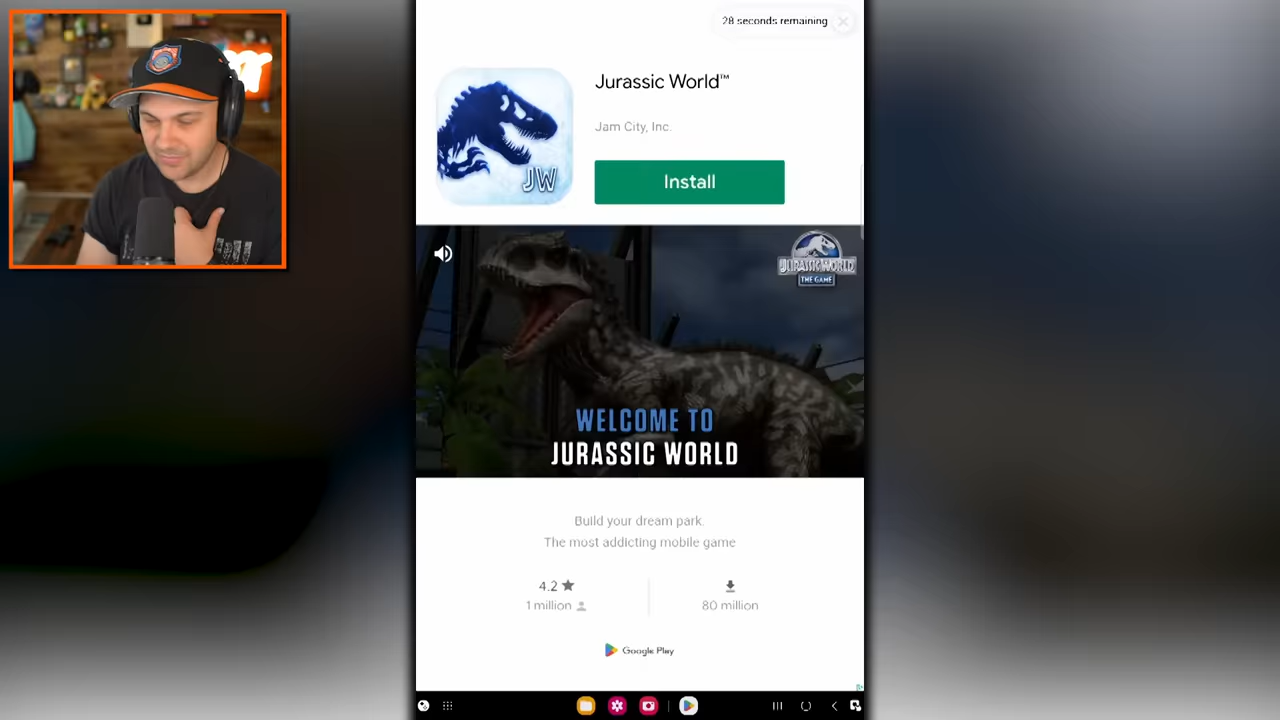 28 seconds remaining
Jurassic World™
Jam City, Inc.
Install
JW
JURASSIC WORLD
THE GAME
WELCOME TO
JURASSIC WORLD
Build your dream park.
The most addicting mobile game
4.2
1 million
80 million
Google Play